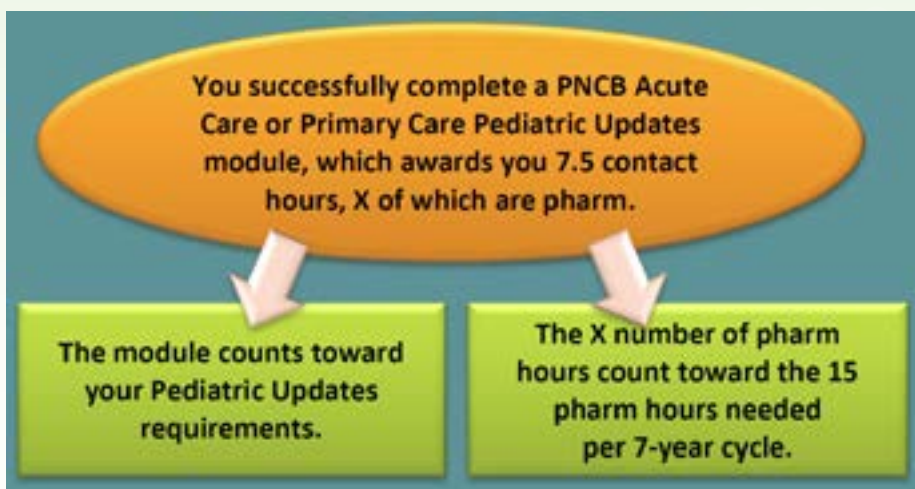 You successfully complete a PNCB Acute
Care or Primary Care Pediatric Updates
module, which awards you 7.5 contact
hours, X of which are pharm.
The module counts toward
your Pediatric Updates
requirements.
The X number of pharm
hours count toward the 15
pharm hours needed
per 7-year cycle.